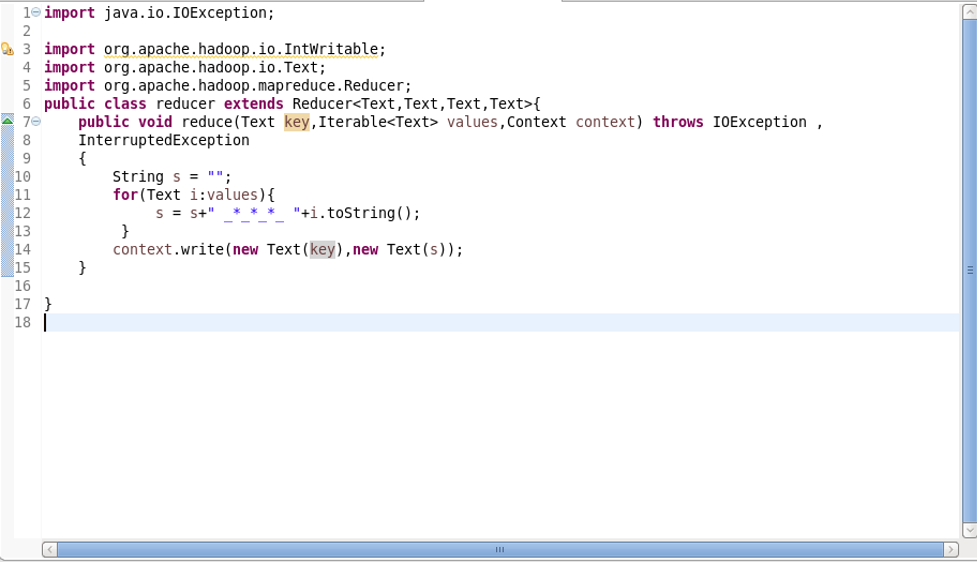 1 import java.io.IOException;
2
3 import org.apache.hadoop.io.IntWritable;
4 import org.apache.hadoop.io.Text;
5 import org.apache.hadoop.mapreduce.Reducer;
6 public class reducer extends Reducer<Text,Text,Text,Text>{
7     public void reduce(Text key,Iterable<Text> values,Context context) throws IOException ,
8     InterruptedException
9     {
10         String s = "";
11         for(Text i:values){
12              s = s+" _*_*_*_ "+i.toString();
13          }
14         context.write(new Text(key),new Text(s));
15     }
16
17 }
18